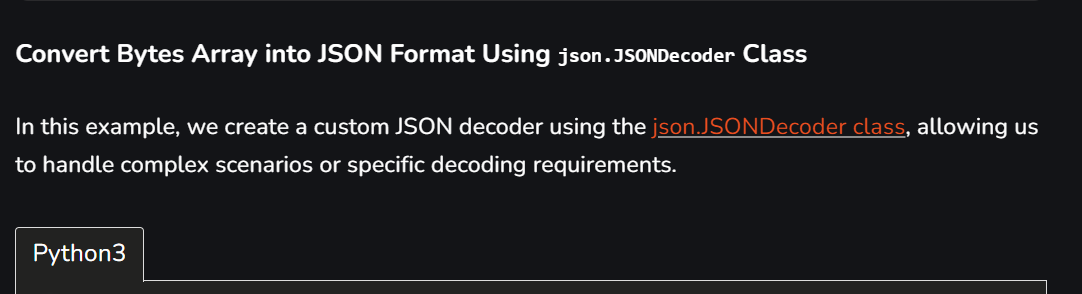 Convert Bytes Array into JSON Format Using json.JSONDecoder Class
In this example, we create a custom JSON decoder using the json.JSONDecoder class, allowing us
to handle complex scenarios or specific decoding requirements.
Python3